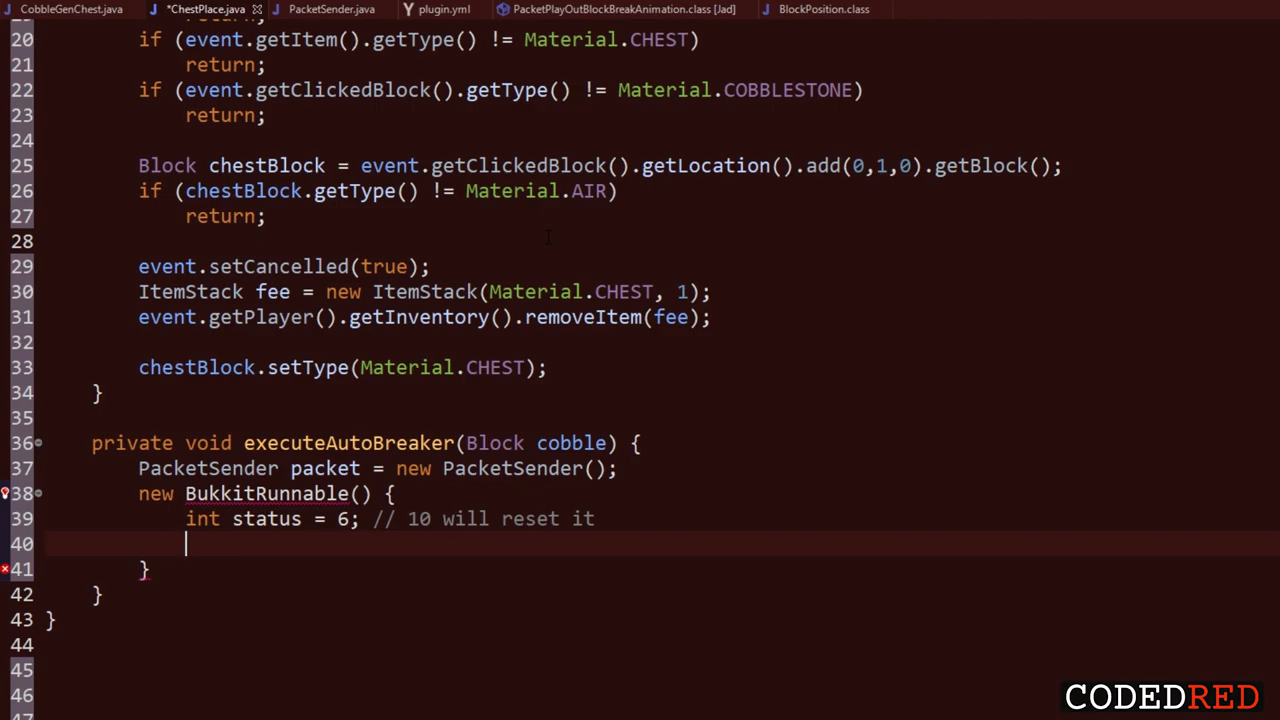 CobbleGenChest.java *ChestPlace.java PacketSender.java plugin.yml PacketPlayOutBlockBreakAnimation.class [Jad] BlockPosition.class
20 if (event.getItem().getType() != Material.CHEST)
21 return;
22 if (event.getClickedBlock().getType() != Material.COBBLESTONE)
23 return;
24
25 Block chestBlock = event.getClickedBlock().getLocation().add(0,1,0).getBlock();
26 if (chestBlock.getType() != Material.AIR)
27 return;
28
29 event.setCancelled(true);
30 ItemStack fee = new ItemStack(Material.CHEST, 1);
31 event.getPlayer().getInventory().removeItem(fee);
32
33 chestBlock.setType(Material.CHEST);
34 }
35
36 private void executeAutoBreaker(Block cobble) {
37 PacketSender packet = new PacketSender();
38 new BukkitRunnable() {
39 int status = 6; // 10 will reset it
40
41 }
42 }
43 }
44
45
46
CODEDRED